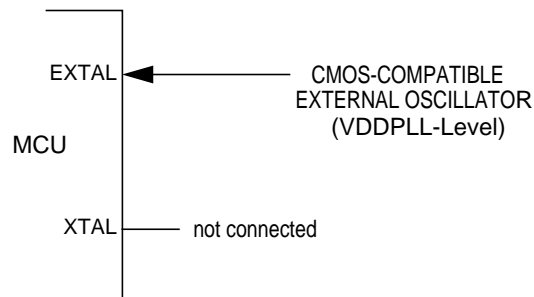 EXTAL
CMOS-COMPATIBLE
EXTERNAL OSCILLATOR
(VDDPLL-Level)
MCU
XTAL
not connected